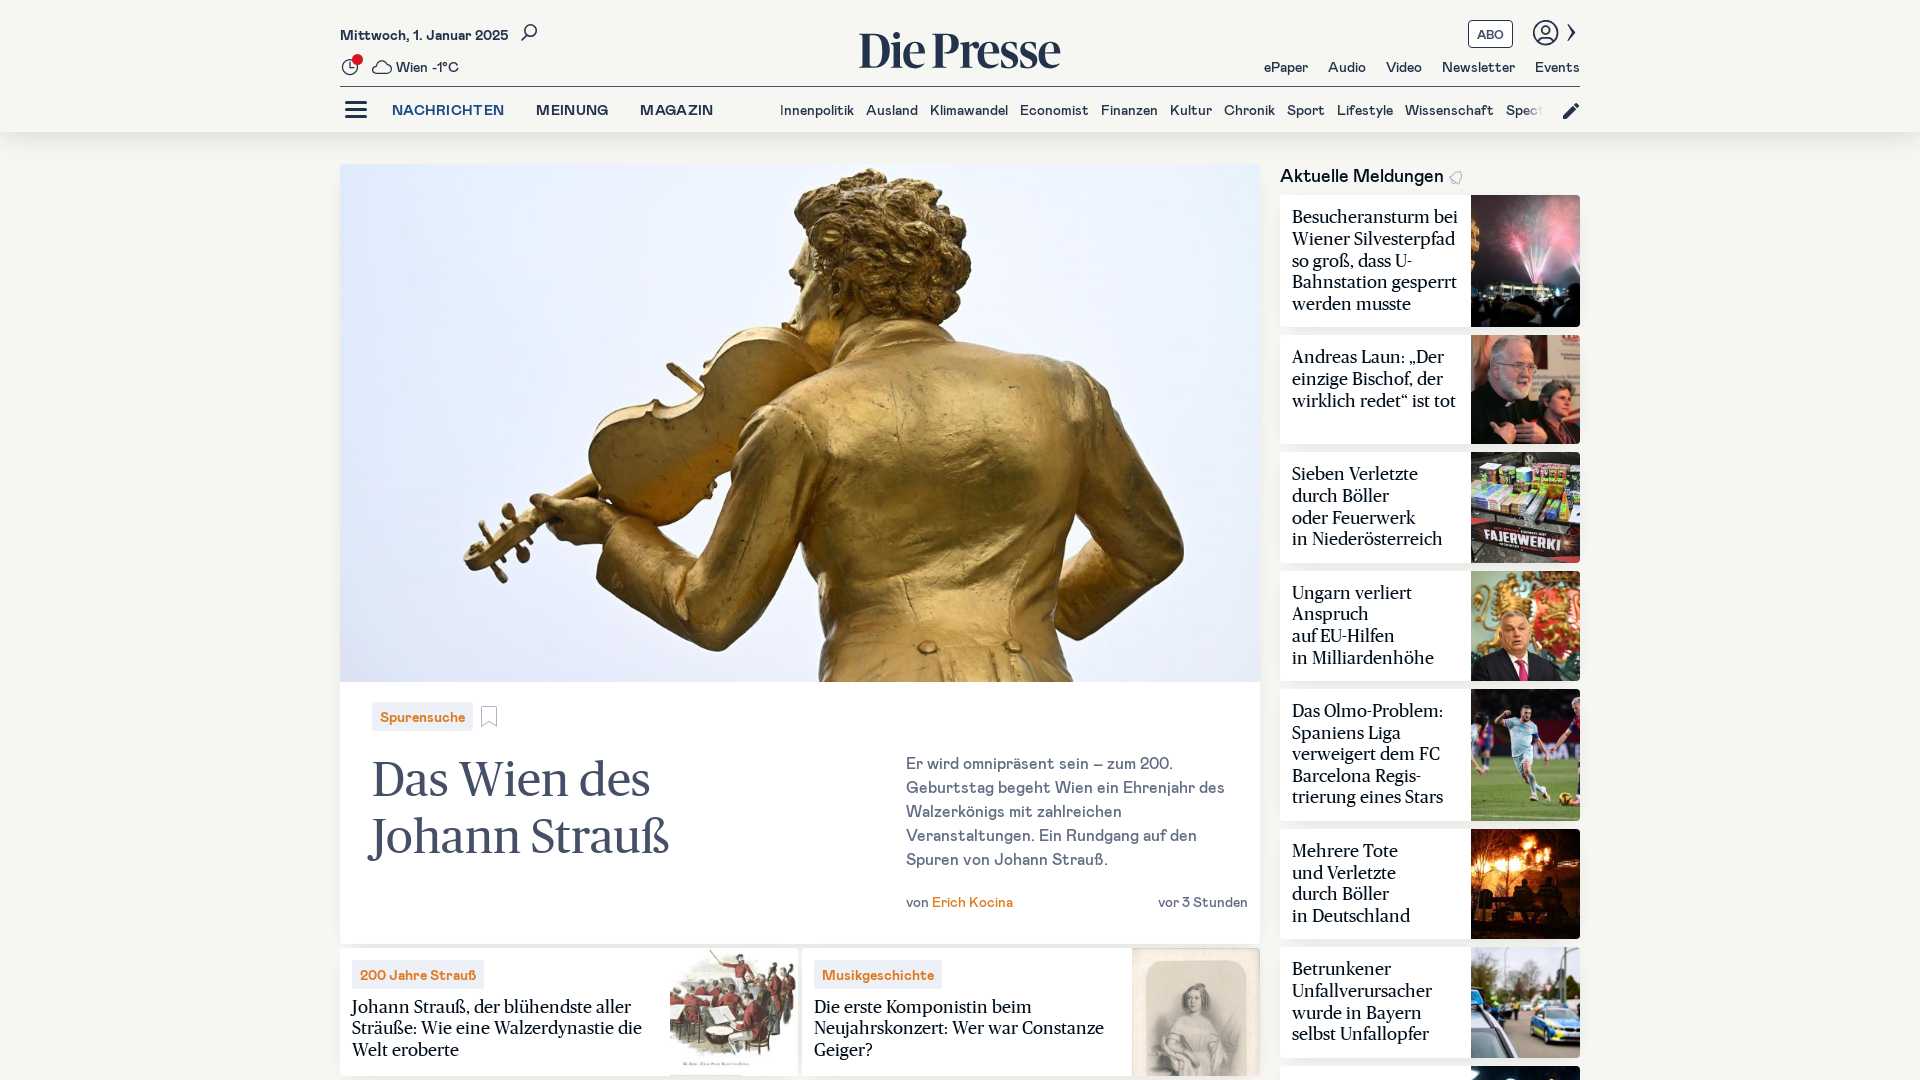 Mittwoch, 1. Januar 2025
Wien -1°C
Die Presse
ABO
ePaper Audio Video Newsletter Events
NACHRICHTEN MEINUNG MAGAZIN
Innenpolitik Ausland Klimawandel Economist Finanzen Kultur Chronik Sport Lifestyle Wissenschaft Spect
Spurensuche
Das Wien des
Johann Strauß
Er wird omnipräsent sein – zum 200.
Geburtstag begeht Wien ein Ehrenjahr des
Walzerkönigs mit zahlreichen
Veranstaltungen. Ein Rundgang auf den
Spuren von Johann Strauß.
von Erich Kocina
vor 3 Stunden
200 Jahre Strauß
Johann Strauß, der blühendste aller
Sträuße: Wie eine Walzerdynastie die
Welt eroberte
Musikgeschichte
Die erste Komponistin beim
Neujahrskonzert: Wer war Constanze
Geiger?
Aktuelle Meldungen
Besucheransturm bei
Wiener Silvesterpfad
so groß, dass U-
Bahnstation gesperrt
werden musste
Andreas Laun: „Der
einzige Bischof, der
wirklich redet“ ist tot
Sieben Verletzte
durch Böller
oder Feuerwerk
in Niederösterreich
FAJERWERKI
Ungarn verliert
Anspruch
auf EU-Hilfen
in Milliardenhöhe
Das Olmo-Problem:
Spaniens Liga
verweigert dem FC
Barcelona Regis-
trierung eines Stars
Mehrere Tote
und Verletzte
durch Böller
in Deutschland
Betrunkener
Unfallverursacher
wurde in Bayern
selbst Unfallopfer